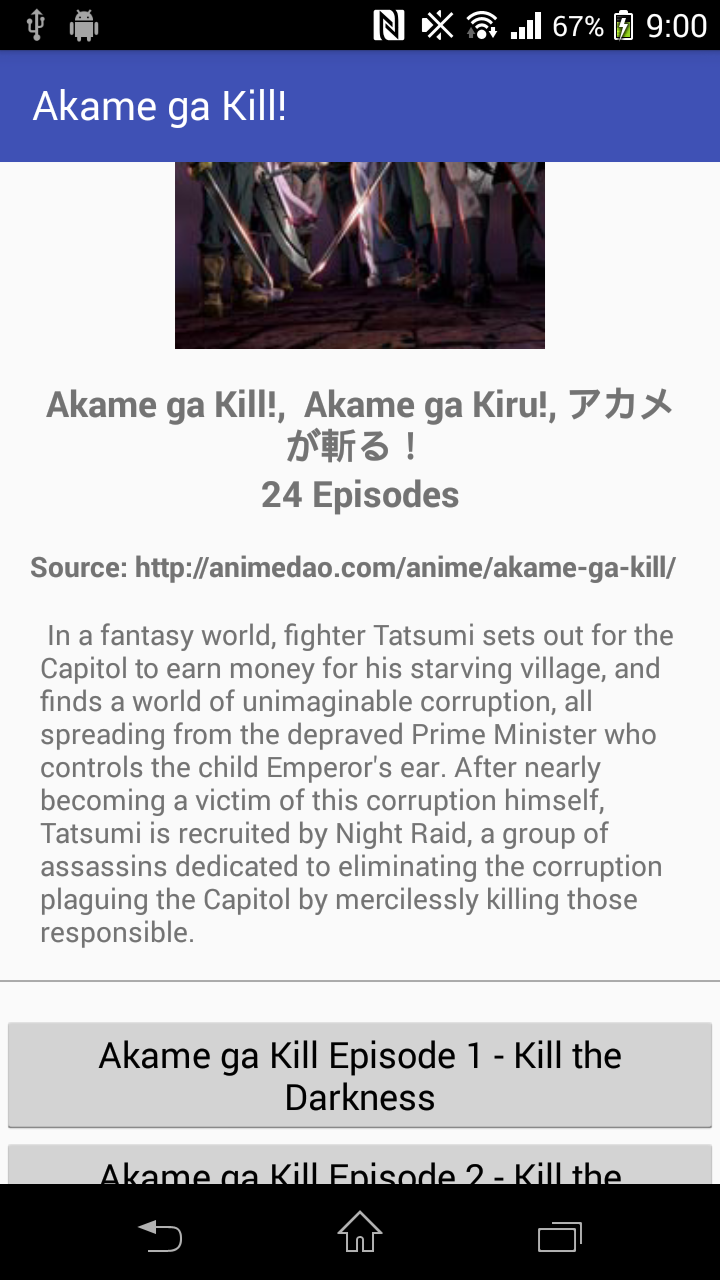 67% 9:00
Akame ga Kill!
Akame ga Kill!,  Akame ga Kiru!, アカメ
が斬る！
24 Episodes
Source: http://animedao.com/anime/akame-ga-kill/
In a fantasy world, fighter Tatsumi sets out for the
Capitol to earn money for his starving village, and
finds a world of unimaginable corruption, all
spreading from the depraved Prime Minister who
controls the child Emperor's ear. After nearly
becoming a victim of this corruption himself,
Tatsumi is recruited by Night Raid, a group of
assassins dedicated to eliminating the corruption
plaguing the Capitol by mercilessly killing those
responsible.
Akame ga Kill Episode 1 - Kill the
Darkness
Akame ga Kill Episode 2 - Kill the